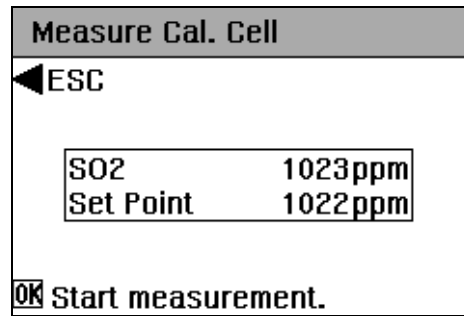 Measure Cal. Cell
ESC
SO2 1023ppm
Set Point 1022ppm
OK Start measurement.